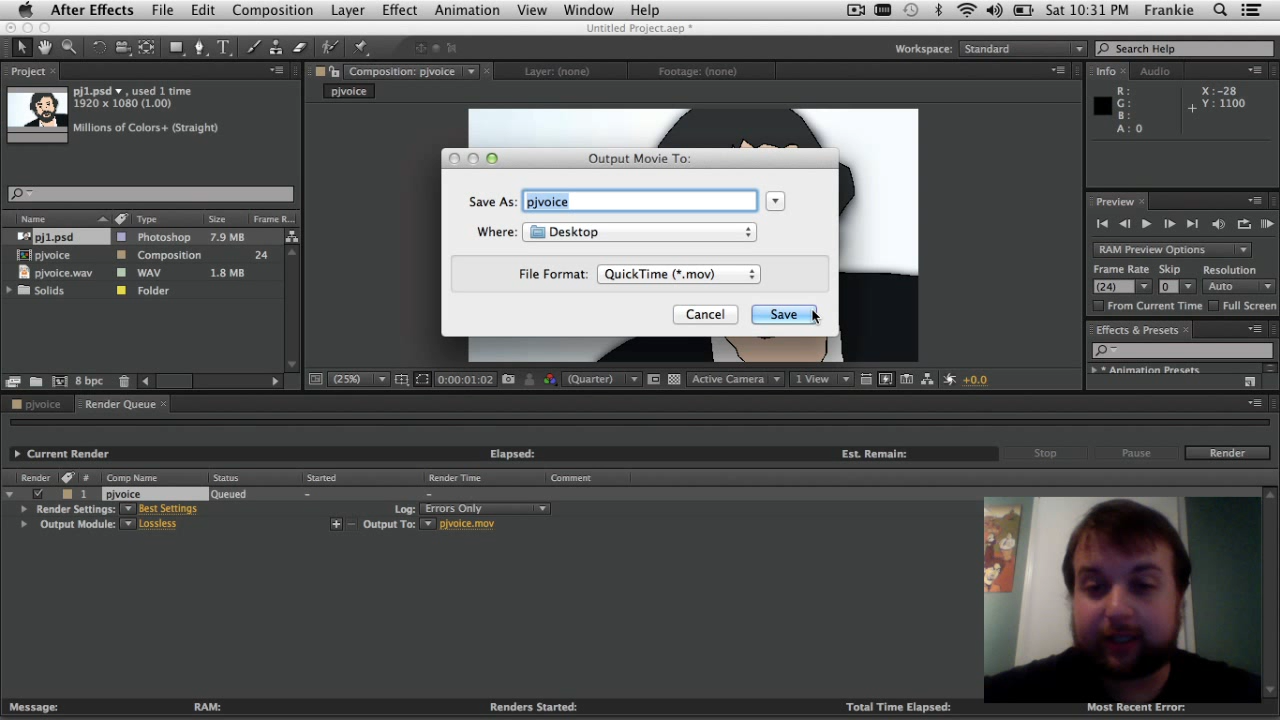 After Effects File Edit Composition Layer Effect Animation View Window Help Sat 10:31 PM Frankie
Untitled Project.aep *
T Workspace: Standard Search Help
Project Composition: pjvoice Layer: (none) Footage: (none) Info Audio
pj1.psd , used 1 time
1920 x 1080 (1.00)
Millions of Colors+ (Straight)
pjvoice
R :
G :
B :
A : 0
X : -28
Y : 1100
Output Movie To:
Save As: pjvoice
Where: Desktop
File Format: QuickTime (*.mov)
Cancel Save
Name Type Size Frame R...
pj1.psd Photoshop 7.9 MB
pjvoice Composition 24
pjvoice.wav WAV 1.8 MB
Solids Folder
Preview
RAM Preview Options
Frame Rate Skip Resolution
(24) 0 Auto
From Current Time Full Screen
Effects & Presets
* Animation Presets
8 bpc
(25%) 0:00:01:02 (Quarter) Active Camera 1 View +0.0
pjvoice Render Queue
Current Render Elapsed: Est. Remain: Stop Pause Render
Render # Comp Name Status Started Render Time Comment
1 pjvoice Queued – –
Render Settings: Best Settings Log: Errors Only
Output Module: Lossless Output To: pjvoice.mov
Message: RAM: Renders Started: Total Time Elapsed: Most Recent Error: